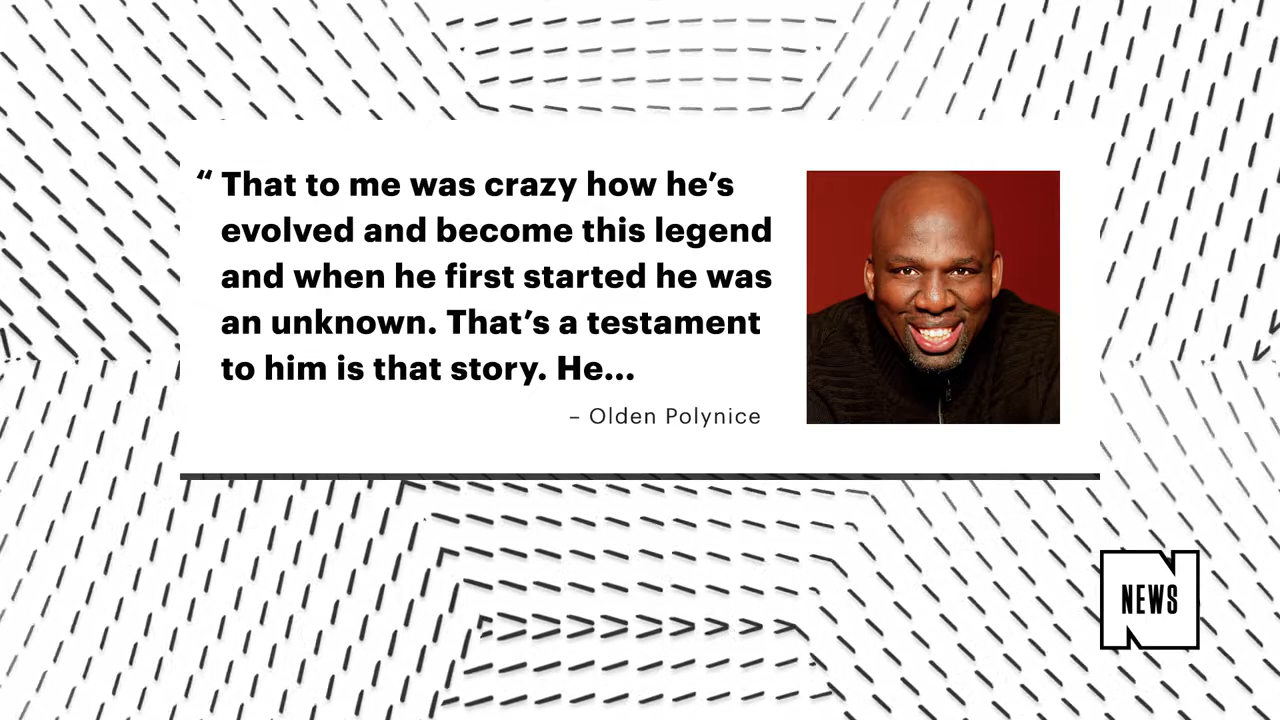 “ That to me was crazy how he’s
evolved and become this legend
and when he first started he was
an unknown. That’s a testament
to him is that story. He...
– Olden Polynice
NEWS